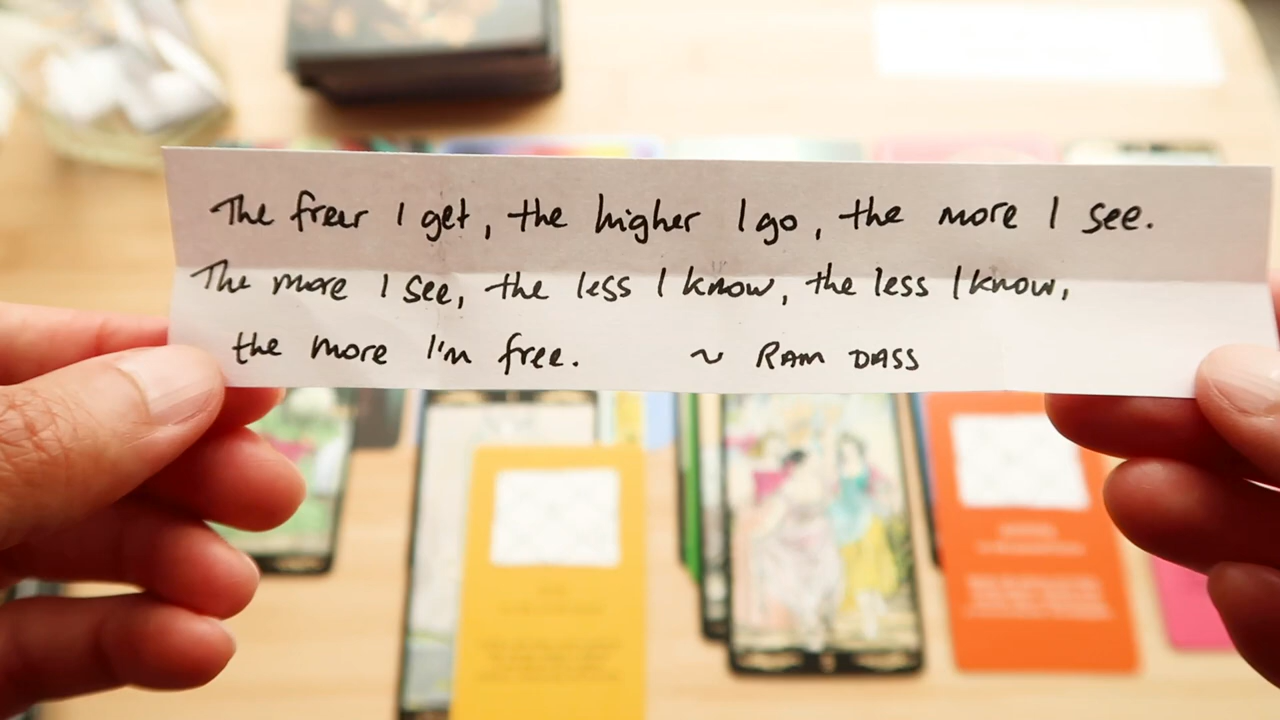 The freer I get, the higher I go, the more I see.
The more I see, the less I know, the less I know,
the more I'm free. ~ RAM DASS